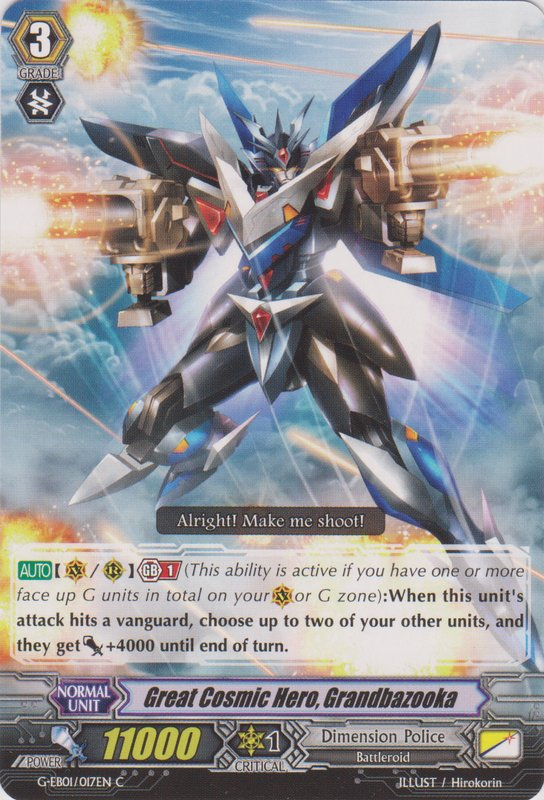 3
GRADE
Alright! Make me shoot!
AUTO【 V / R 】GB 1 (This ability is active if you have one or more
face up G units in total on your V or G zone):When this unit's
attack hits a vanguard, choose up to two of your other units, and
they get +4000 until end of turn.
NORMAL
UNIT
Great Cosmic Hero, Grandbazooka
POWER
11000
1
CRITICAL
Dimension Police
Battleroid
G-EB01/017EN C
ILLUST / Hirokorin